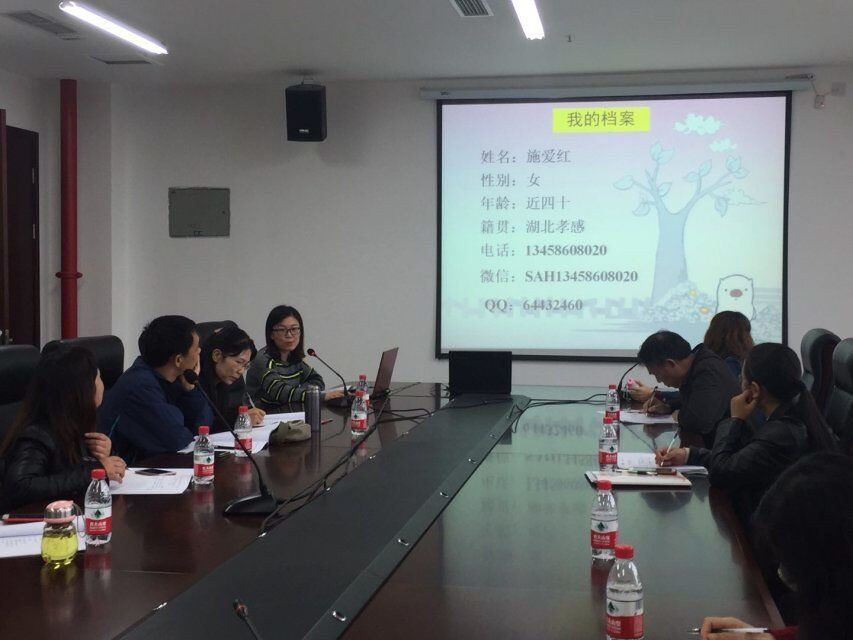 我的档案
姓名：施爱红
性别：女
年龄：近四十
籍贯：湖北孝感
电话：13458608020
微信：SAH13458608020
QQ：64432460